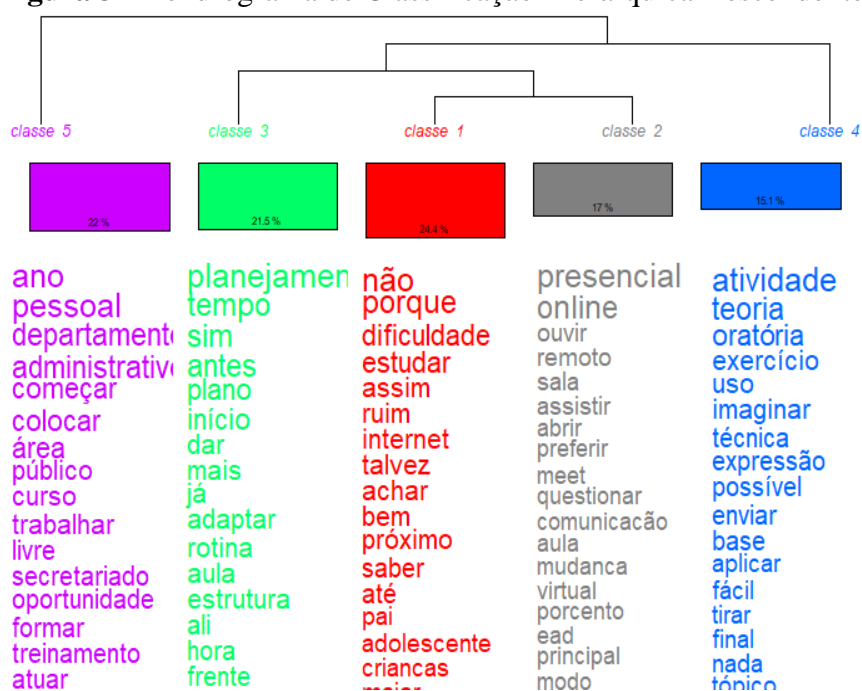 classe 5
classe 3
classe 1
classe 2
classe 4
22 %
21.5 %
24.4 %
17 %
15.1 %
ano
pessoal
departament
administrativ
começar
colocar
área
público
curso
trabalhar
livre
secretariado
oportunidade
formar
treinamento
atuar
planejamen
tempo
sim
antes
plano
início
dar
mais
já
adaptar
rotina
aula
estrutura
ali
hora
frente
não
porque
dificuldade
estudar
assim
ruim
internet
talvez
achar
bem
próximo
saber
até
pai
adolescente
criancas
presencial
online
ouvir
remoto
sala
assistir
abrir
preferir
meet
questionar
comunicacão
aula
mudanca
virtual
porcento
ead
principal
modo
atividade
teoria
oratória
exercício
uso
imaginar
técnica
expressão
possível
enviar
base
aplicar
fácil
tirar
final
nada
tópico